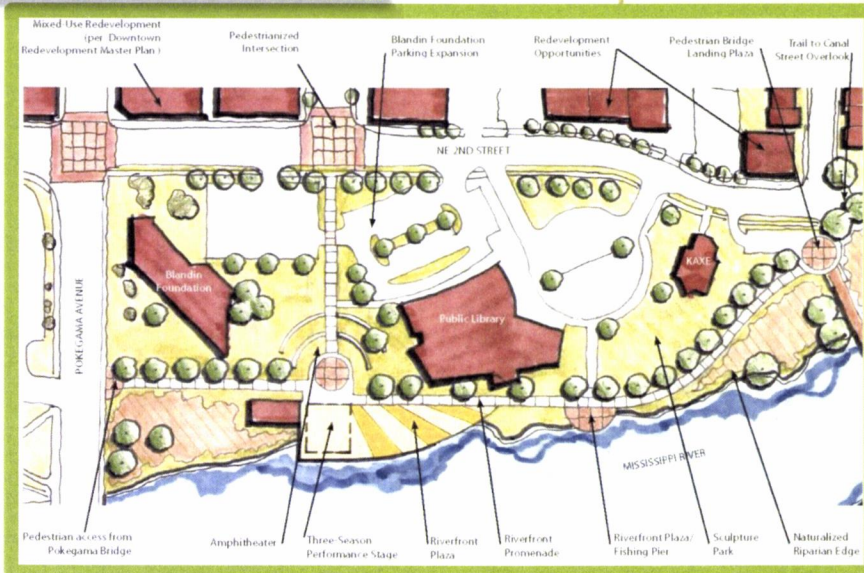 Mixed-Use Redevelopment
(per Downtown
Redevelopment Master Plan )
Pedestrianized
Intersection
Blandin Foundation
Parking Expansion
Redevelopment
Opportunities
Pedestrian Bridge
Landing Plaza
Trail to Canal
Street Overlook
NE 2ND STREET
POKEGAMA AVENUE
Blandin
Foundation
Public Library
KAXE
MISSISSIPPI RIVER
Pedestrian access from
Pokegama Bridge
Amphitheater
Three-Season
Performance Stage
Riverfront
Plaza
Riverfront
Promenade
Riverfront Plaza/
Fishing Pier
Sculpture
Park
Naturalized
Riparian Edge